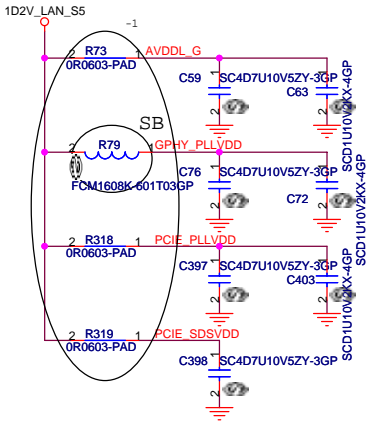 1D2V_LAN_S5
-1
2 R73 1 AVDDL_G
0R0603-PAD
C59 SC4D7U10V5ZY-3GP
C63
SCD1U10V2KX-4GP
SB
2 R79 1 GPHY_PLLVDD
FCM1608K-601T03GP
C76 SC4D7U10V5ZY-3GP
C72
SCD1U10V2KX-4GP
2 R318 1 PCIE_PLLVDD
0R0603-PAD
C397 SC4D7U10V5ZY-3GP
C403
SCD1U10V2KX-4GP
2 R319 1 PCIE_SDSVDD
0R0603-PAD
C398 SC4D7U10V5ZY-3GP